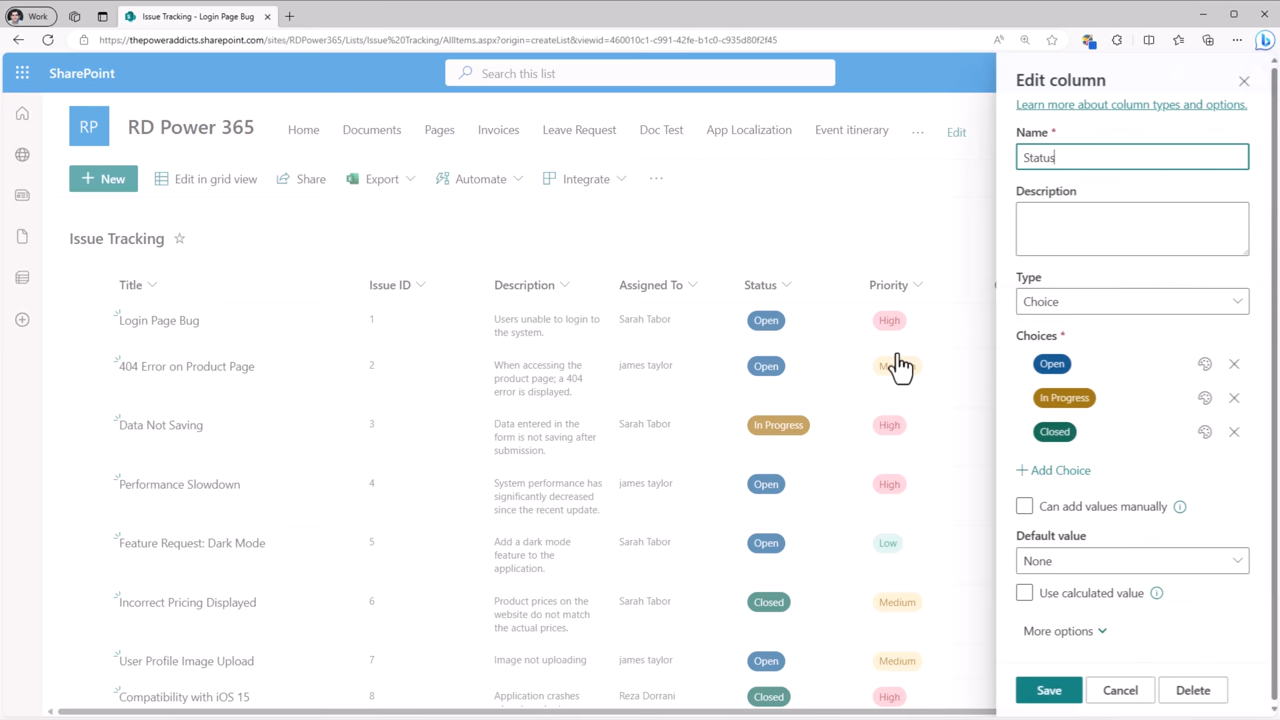 Work
Issue Tracking - Login Page Bug
https://thepoweraddicts.sharepoint.com/sites/RDPower365/Lists/Issue%20Tracking/AllItems.aspx?origin=createList&viewid=460010c1-c991-42fe-b1c0-c935d80f2f45
SharePoint
Search this list
RP
RD Power 365
Home
Documents
Pages
Invoices
Leave Request
Doc Test
App Localization
Event itinerary
Edit
New
Edit in grid view
Share
Export
Automate
Integrate
Issue Tracking
Title
Issue ID
Description
Assigned To
Status
Priority
Login Page Bug
1
Users unable to login to
the system.
Sarah Tabor
Open
High
404 Error on Product Page
2
When accessing the
product page; a 404
error is displayed.
james taylor
Open
Data Not Saving
3
Data entered in the
form is not saving after
submission.
Sarah Tabor
In Progress
High
Performance Slowdown
4
System performance has
significantly decreased
since the recent update.
james taylor
Open
High
Feature Request: Dark Mode
5
Add a dark mode
feature to the
application.
Sarah Tabor
Open
Low
Incorrect Pricing Displayed
6
Product prices on the
website do not match
the actual prices.
Sarah Tabor
Closed
Medium
User Profile Image Upload
7
Image not uploading
james taylor
Open
Medium
Compatibility with iOS 15
8
Application crashes
Reza Dorrani
Closed
High
Edit column
Learn more about column types and options.
Name *
Status
Description
Type
Choice
Choices *
Open
In Progress
Closed
Add Choice
Can add values manually
Default value
None
Use calculated value
More options
Save
Cancel
Delete